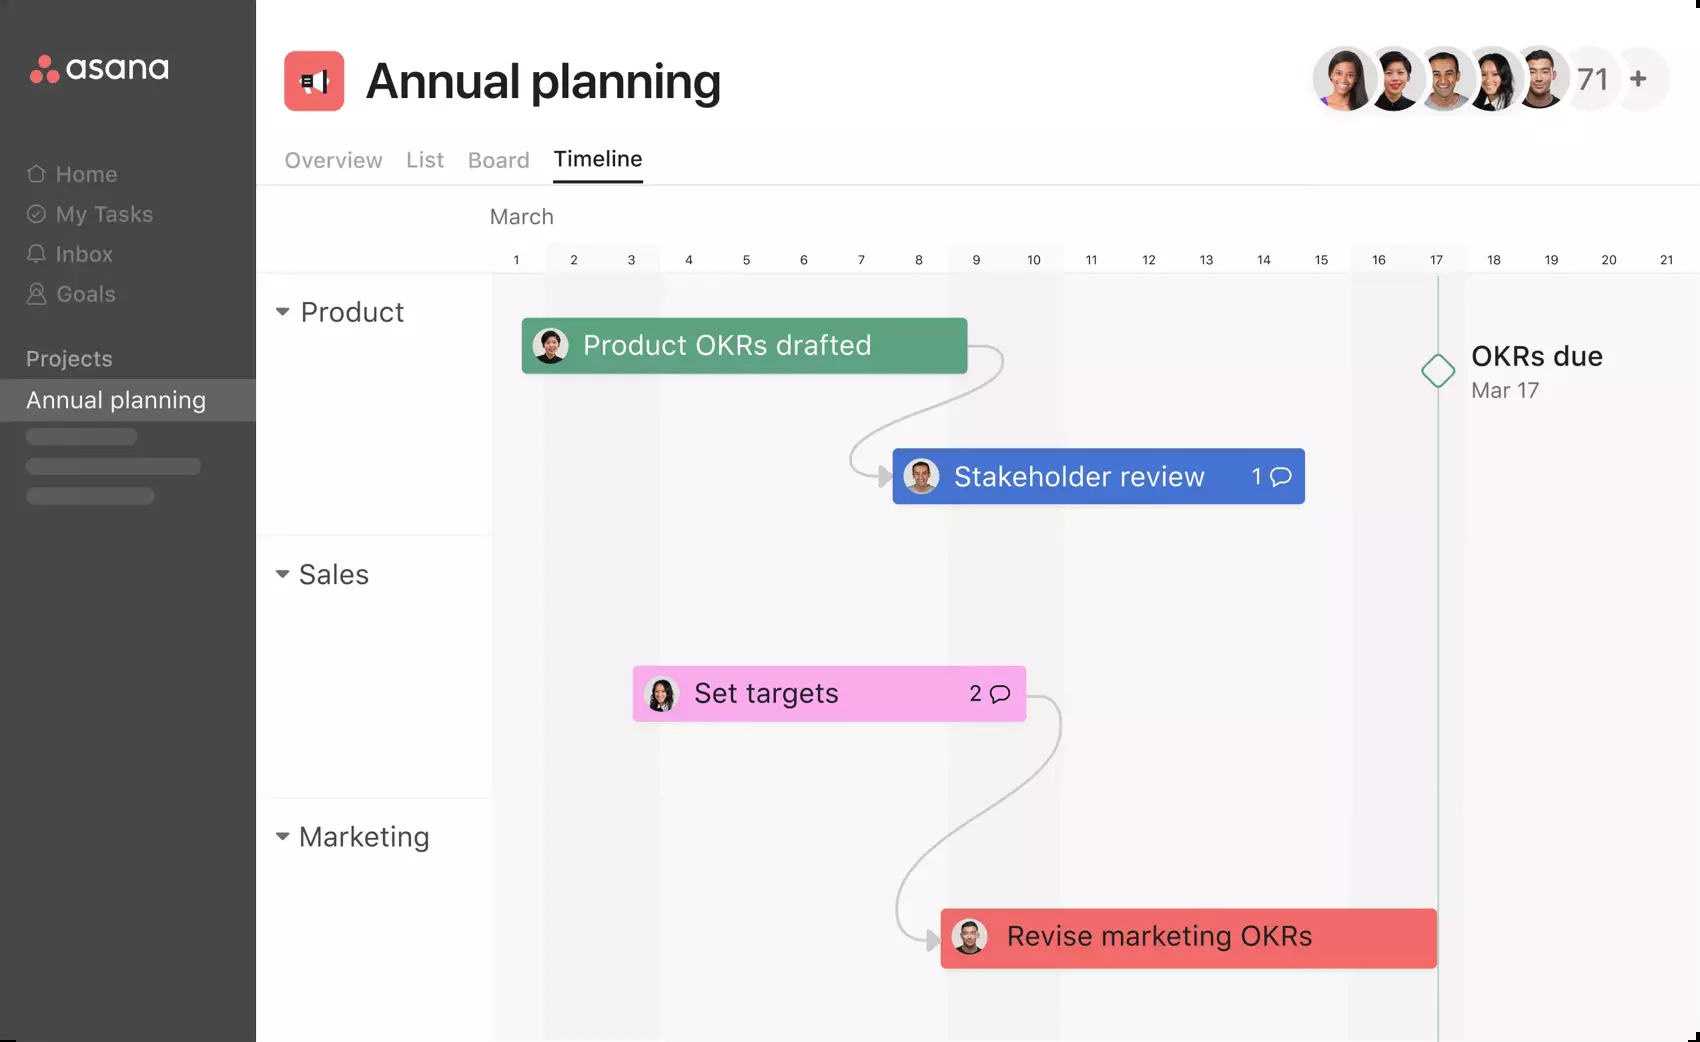 asana
Home
My Tasks
Inbox
Goals
Projects
Annual planning
Annual planning
71 +
Overview List Board Timeline
March
1 2 3 4 5 6 7 8 9 10 11 12 13 14 15 16 17 18 19 20 21
Product
Product OKRs drafted
OKRs due
Mar 17
Stakeholder review 1
Sales
Set targets 2
Marketing
Revise marketing OKRs